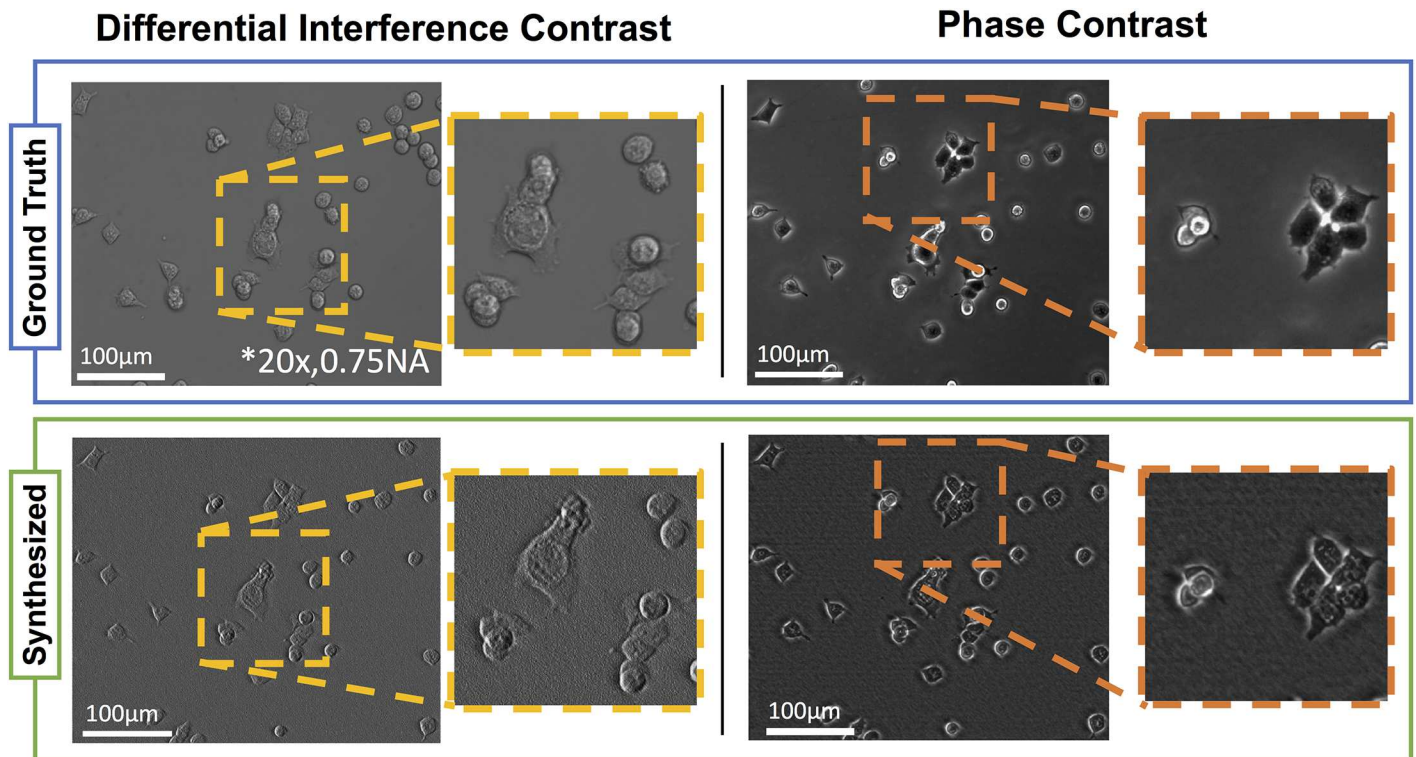 Differential Interference Contrast
Phase Contrast
Ground Truth
100μm
*20x,0.75NA
100μm
Synthesized
100μm
100μm